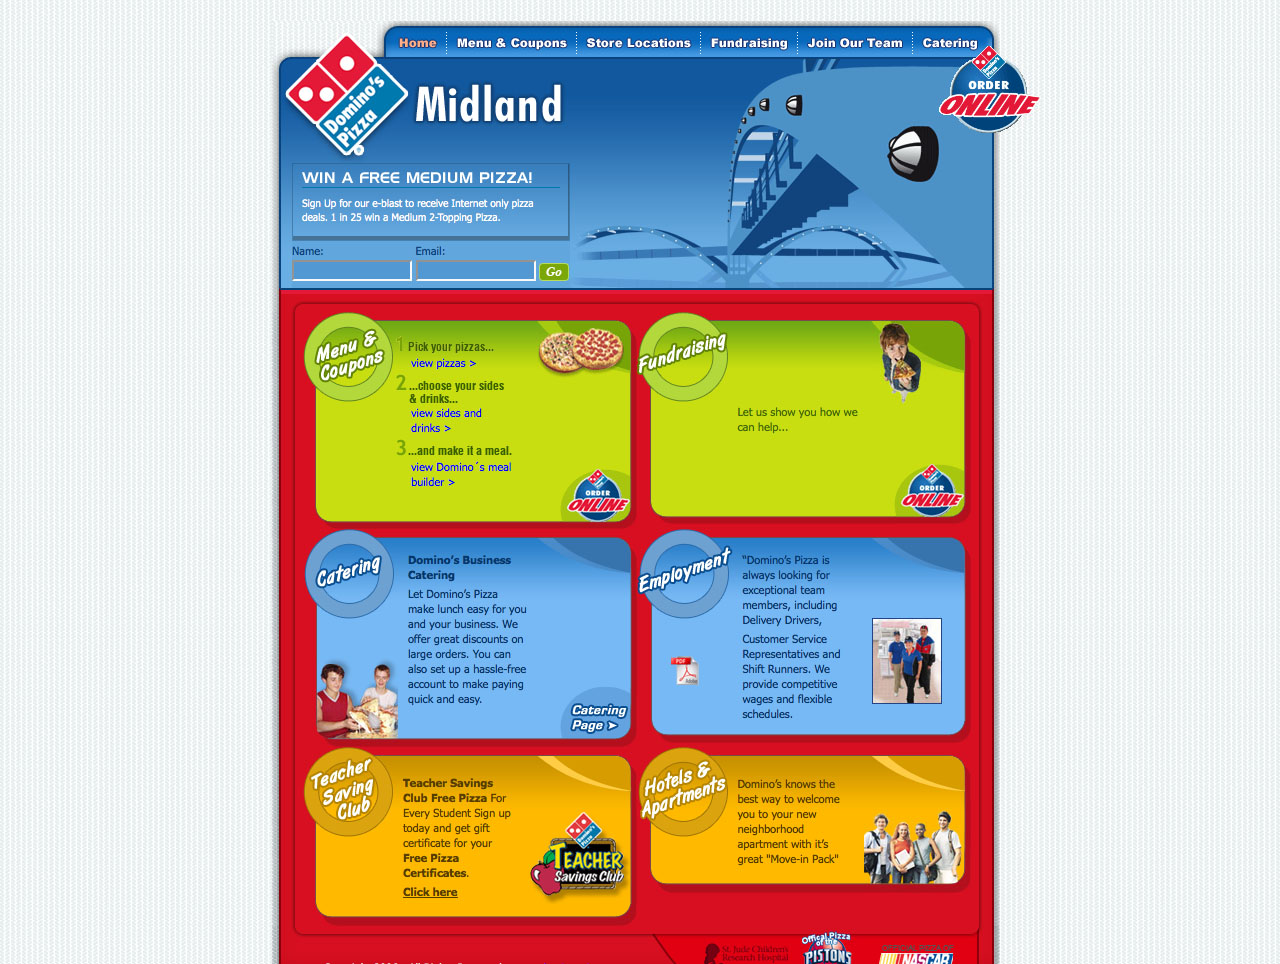 Home
Menu & Coupons
Store Locations
Fundraising
Join Our Team
Catering
Domino's
Pizza
Midland
ORDER
ONLINE
WIN A FREE MEDIUM PIZZA!
Sign Up for our e-blast to receive Internet only pizza
deals. 1 in 25 win a Medium 2-Topping Pizza.
Name:
Email:
Go
Menu &
Coupons
1 Pick your pizzas...
view pizzas >
2 ...choose your sides
& drinks...
view sides and
drinks >
3 ...and make it a meal.
view Domino´s meal
builder >
ORDER
ONLINE
Fundraising
Let us show you how we
can help...
ORDER
ONLINE
Catering
Domino's Business
Catering
Let Domino's Pizza
make lunch easy for you
and your business. We
offer great discounts on
large orders. You can
also set up a hassle-free
account to make paying
quick and easy.
Catering
Page
Employment
"Domino's Pizza is
always looking for
exceptional team
members, including
Delivery Drivers,
Customer Service
Representatives and
Shift Runners. We
provide competitive
wages and flexible
schedules.
PDF
Adobe
Teacher
Saving
Club
Teacher Savings
Club Free Pizza For
Every Student Sign up
today and get gift
certificate for your
Free Pizza
Certificates.
Click here
TEACHER
Savings Club
Hotels &
Apartments
Domino's knows the
best way to welcome
you to your new
neighborhood
apartment with it's
great "Move-in Pack"
St. Jude Children's
Research Hospital
Offical Pizza
of the
PISTONS
OFFICIAL PIZZA OF
NASCAR